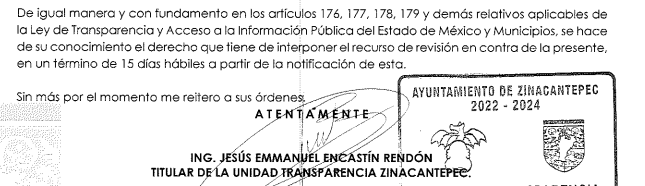 De igual manera y con fundamento en los artículos 176, 177, 178, 179 y demás relativos aplicables de
la Ley de Transparencia y Acceso a la Información Pública del Estado de México y Municipios, se hace
de su conocimiento el derecho que tiene de interponer el recurso de revisión en contra de la presente,
en un término de 15 días hábiles a partir de la notificación de esta.
Sin más por el momento me reitero a sus órdenes.
A T E N T A M E N T E
AYUNTAMIENTO DE ZINACANTEPEC
2022 - 2024
ING. JESÚS EMMANUEL ENCASTÍN RENDÓN
TITULAR DE LA UNIDAD TRANSPARENCIA ZINACANTEPEC.